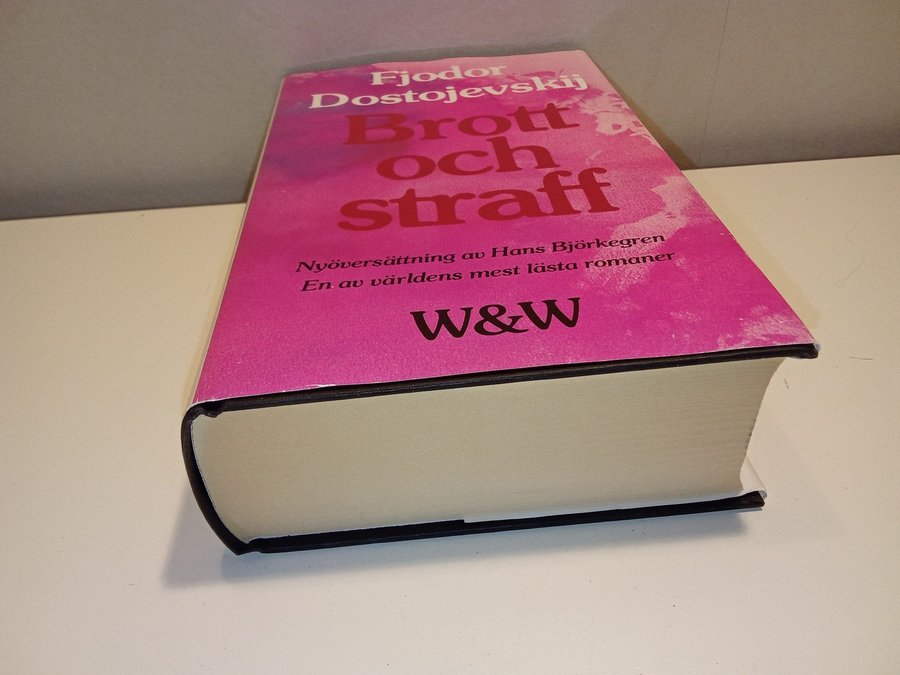 Fjodor
Dostojevskij
Brott
och
straff
Nyöversättning av Hans Björkegren
En av världens mest lästa romaner
W&W